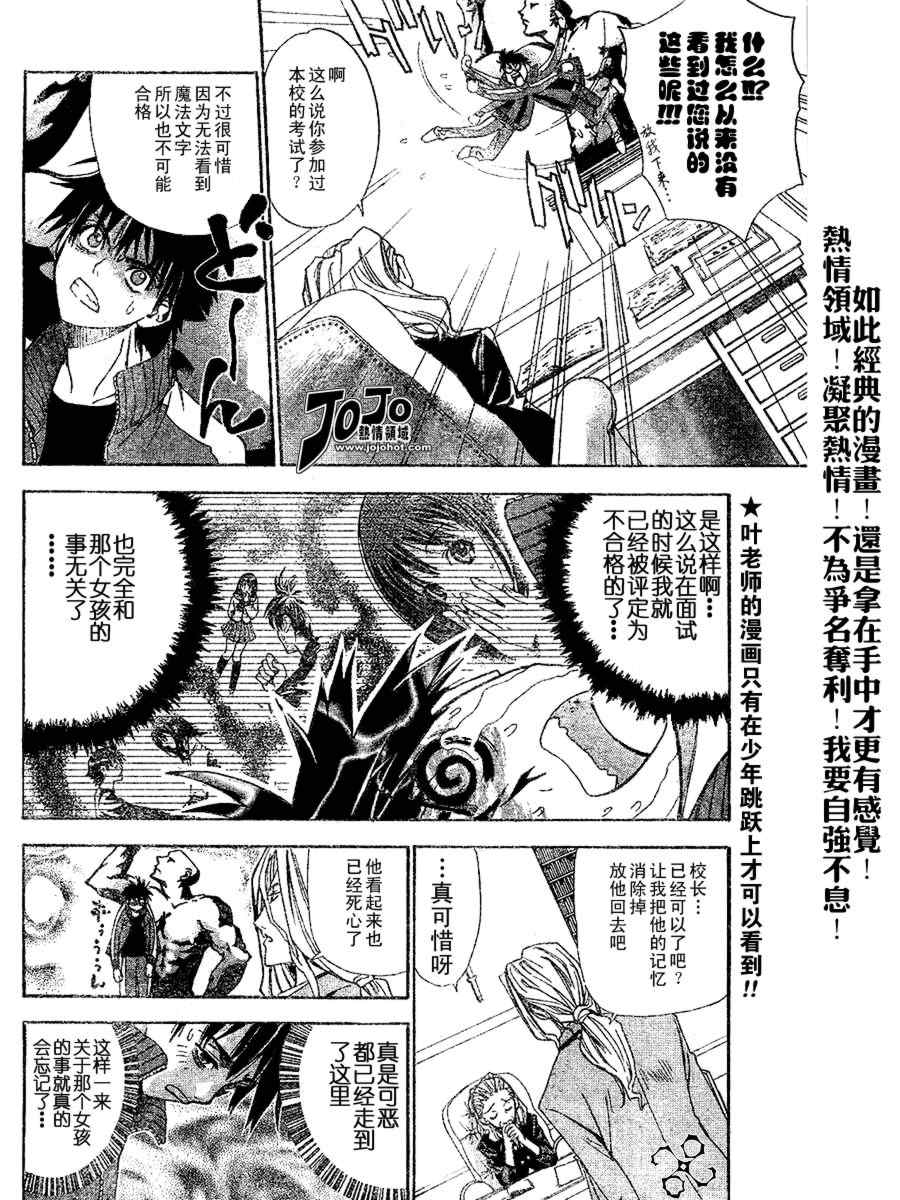 什么!!?
我怎么以来没有
看到过您说的
这些呢!!!
放我下来…
啊
这么说你参加过
本校的考试了？
不过很可惜
因为无法看到
魔法文字
所以也不可能
合格
ど～ん
JOJO
熱情領域
www.jojohot.com
是这样啊…
这么说在面试
的时候我就
已经被评定为
不合格的了…
也完全和
那个女孩的
事无关了
……
★叶老师的漫画只有在少年跳跃上才可以看到!!
校长…
已经可以了吧？
让我把他的记忆
消除掉
放他回去吧
…真可惜呀
他看起来也
已经死心了
真是可恶
都已经走到
了这里
这样一来
关于那个女孩
的事就真的
会忘记了…
如此經典的漫畫！還是拿在手中才更有感覺！
熱情領域！凝聚熱情！不為爭名奪利！我要自強不息！